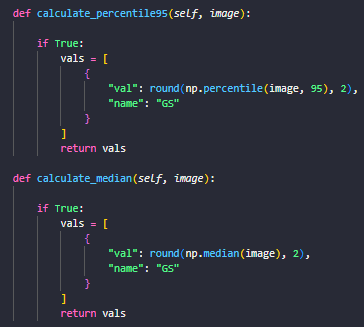 def calculate_percentile95(self, image):
if True:
vals = [
{
"val": round(np.percentile(image, 95), 2),
"name": "GS"
}
]
return vals
def calculate_median(self, image):
if True:
vals = [
{
"val": round(np.median(image), 2),
"name": "GS"
}
]
return vals